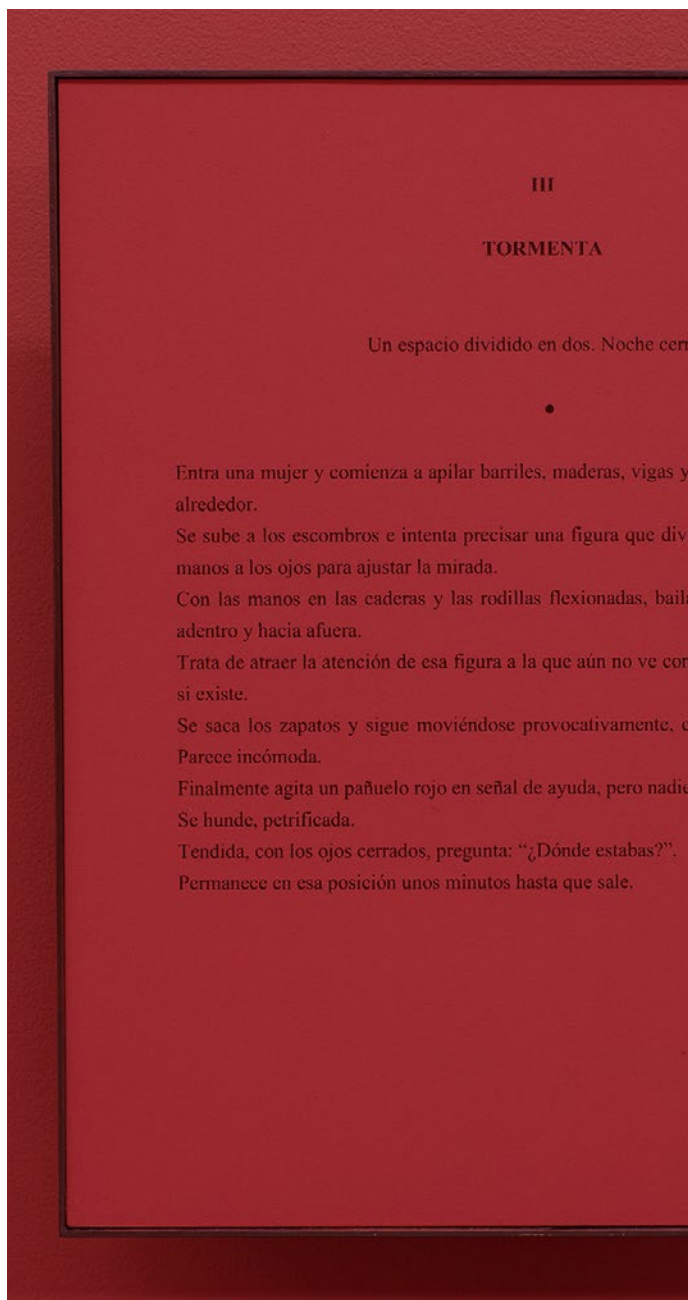 III
TORMENTA
Un espacio dividido en dos. Noche cerr
•
Entra una mujer y comienza a apilar barriles, maderas, vigas y
alrededor.
Se sube a los escombros e intenta precisar una figura que div
manos a los ojos para ajustar la mirada.
Con las manos en las caderas y las rodillas flexionadas, baila
adentro y hacia afuera.
Trata de atraer la atención de esa figura a la que aún no ve con
si existe.
Se saca los zapatos y sigue moviéndose provocativamente,
Parece incómoda.
Finalmente agita un pañuelo rojo en señal de ayuda, pero nadie
Se hunde, petrificada.
Tendida, con los ojos cerrados, pregunta: “¿Dónde estabas?”.
Permanece en esa posición unos minutos hasta que sale.